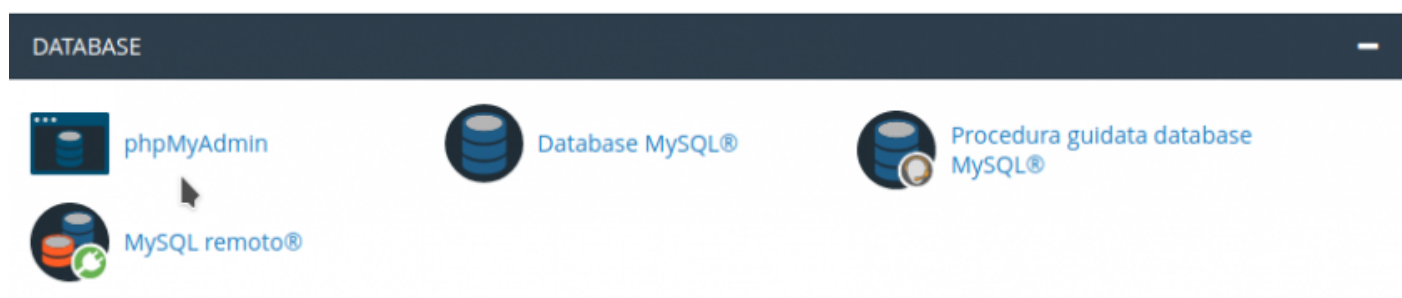 DATABASE
phpMyAdmin
Database MySQL®
Procedura guidata database
MySQL®
MySQL remoto®